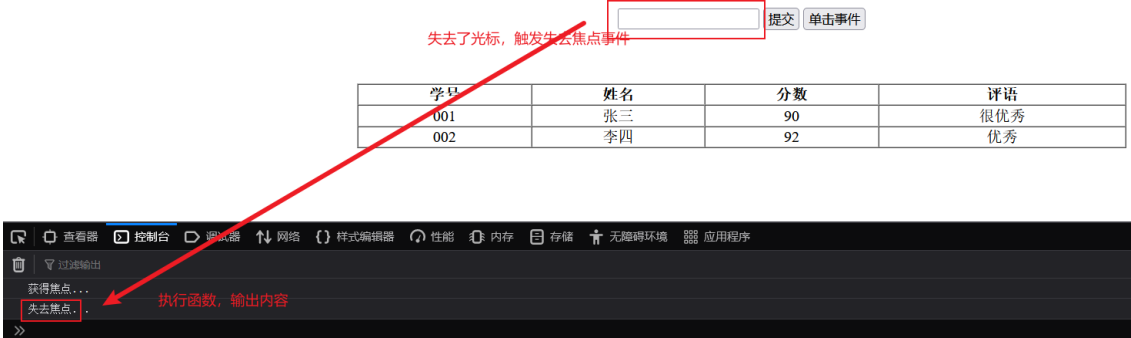 提交 单击事件
失去了光标，触发失去焦点事件
学号 姓名 分数 评语
001 张三 90 很优秀
002 李四 92 优秀
查看器 控制台 调试器 网络 {} 样式编辑器 性能 内存 存储 无障碍环境 应用程序
过滤输出
获得焦点...
执行函数，输出内容
失去焦点...